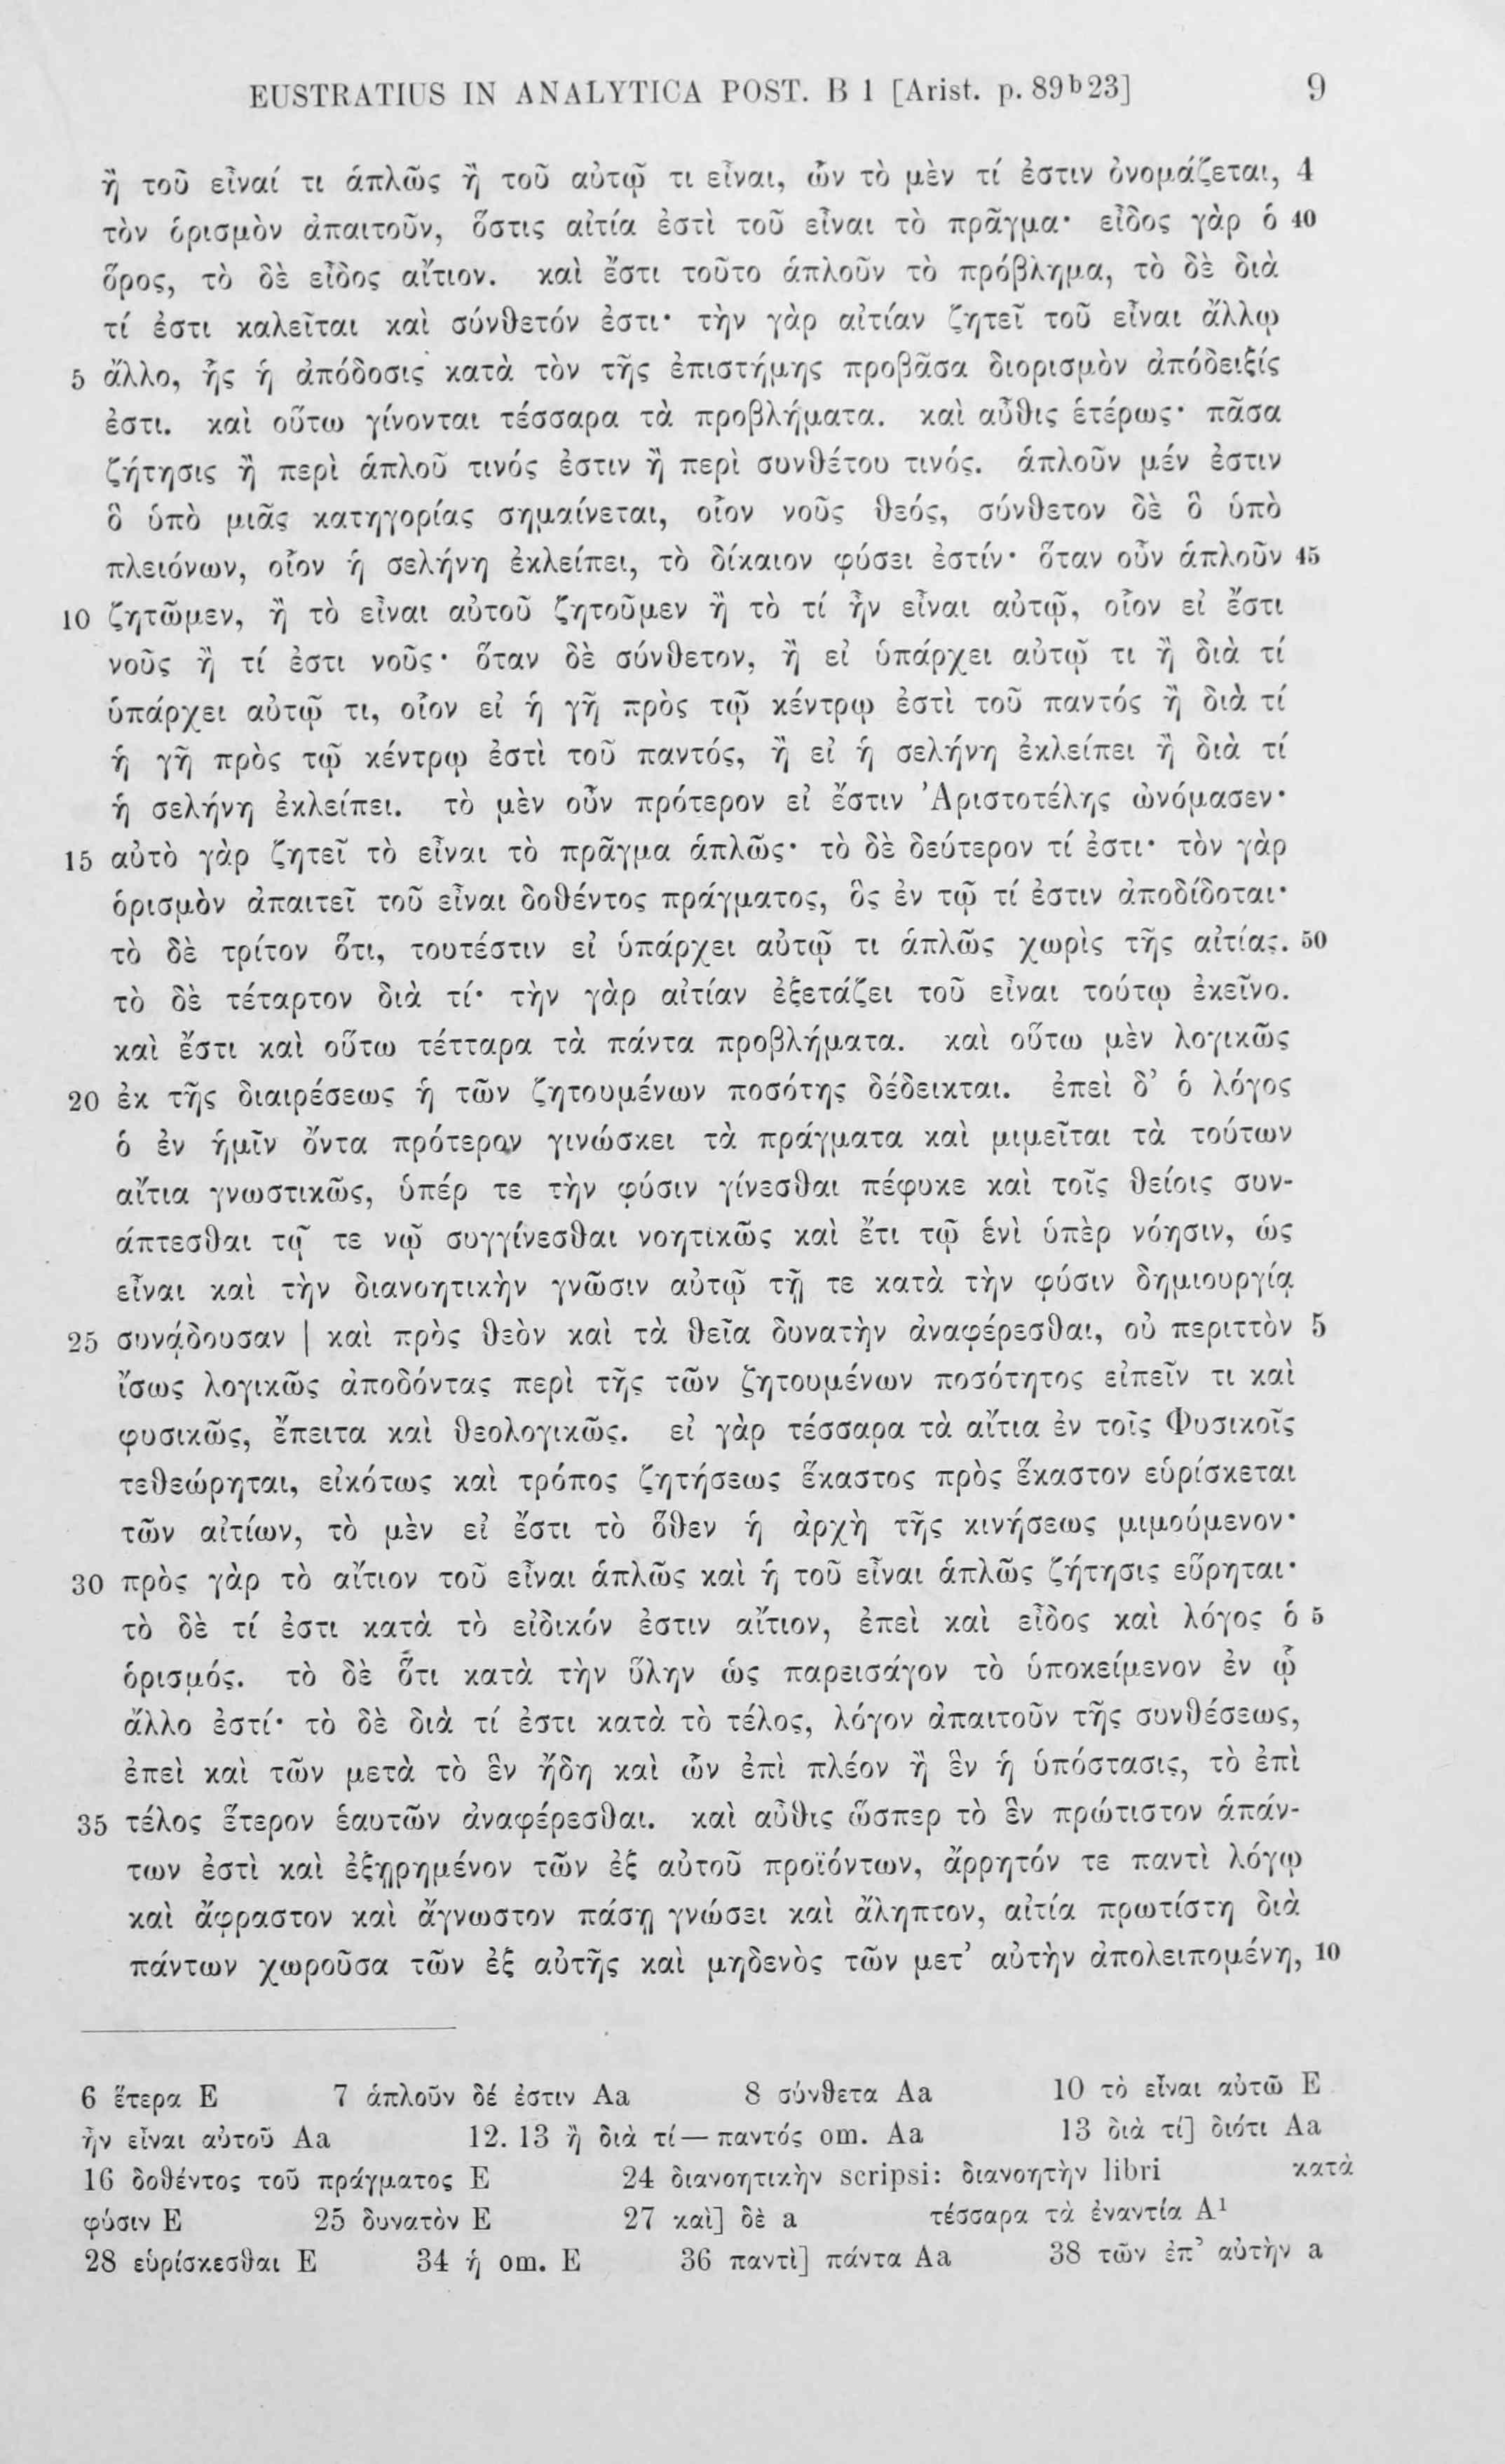 EUSTRATIUS IN ANALYTICA POST. B 1 [Arist. p. 89ᵇ23] 9
ἢ τοῦ εἶναί τι ἁπλῶς ἢ τοῦ αὐτῷ τι εἶναι, ὧν τὸ μὲν τί ἐστιν ὀνομάζεται, 4
τὸν ὁρισμὸν ἀπαιτοῦν, ὅστις αἰτία ἐστὶ τοῦ εἶναι τὸ πρᾶγμα· εἶδος γὰρ ὁ 40
ὅρος, τὸ δὲ εἶδος αἴτιον. καὶ ἔστι τοῦτο ἁπλοῦν τὸ πρόβλημα, τὸ δὲ διὰ
τί ἐστι καλεῖται καὶ σύνθετόν ἐστι· τὴν γὰρ αἰτίαν ζητεῖ τοῦ εἶναι ἄλλῳ
5 ἄλλο, ἧς ἡ ἀπόδοσις κατὰ τὸν τῆς ἐπιστήμης προβᾶσα διορισμὸν ἀπόδειξίς
ἐστι. καὶ οὕτω γίνονται τέσσαρα τὰ προβλήματα. καὶ αὖθις ἑτέρως· πᾶσα
ζήτησις ἢ περὶ ἁπλοῦ τινός ἐστιν ἢ περὶ συνθέτου τινός. ἁπλοῦν μέν ἐστιν
ὃ ὑπὸ μιᾶς κατηγορίας σημαίνεται, οἷον νοῦς θεός, σύνθετον δὲ ὃ ὑπὸ
πλειόνων, οἷον ἡ σελήνη ἐκλείπει, τὸ δίκαιον φύσει ἐστίν· ὅταν οὖν ἁπλοῦν 45
10 ζητῶμεν, ἢ τὸ εἶναι αὐτοῦ ζητοῦμεν ἢ τὸ τί ἦν εἶναι αὐτῷ, οἷον εἰ ἔστι
νοῦς ἢ τί ἐστι νοῦς· ὅταν δὲ σύνθετον, ἢ εἰ ὑπάρχει αὐτῷ τι ἢ διὰ τί
ὑπάρχει αὐτῷ τι, οἷον εἰ ἡ γῆ πρὸς τῷ κέντρῳ ἐστὶ τοῦ παντός ἢ διὰ τί
ἡ γῆ πρὸς τῷ κέντρῳ ἐστὶ τοῦ παντός, ἢ εἰ ἡ σελήνη ἐκλείπει ἢ διὰ τί
ἡ σελήνη ἐκλείπει. τὸ μὲν οὖν πρότερον εἰ ἔστιν Ἀριστοτέλης ὠνόμασεν·
15 αὐτὸ γὰρ ζητεῖ τὸ εἶναι τὸ πρᾶγμα ἁπλῶς· τὸ δὲ δεύτερον τί ἐστι· τὸν γὰρ
ὁρισμὸν ἀπαιτεῖ τοῦ εἶναι δοθέντος πράγματος, ὃς ἐν τῷ τί ἐστιν ἀποδίδοται·
τὸ δὲ τρίτον ὅτι, τουτέστιν εἰ ὑπάρχει αὐτῷ τι ἁπλῶς χωρὶς τῆς αἰτίας. 50
τὸ δὲ τέταρτον διὰ τί· τὴν γὰρ αἰτίαν ἐξετάζει τοῦ εἶναι τούτῳ ἐκεῖνο.
καὶ ἔστι καὶ οὕτω τέτταρα τὰ πάντα προβλήματα. καὶ οὕτω μὲν λογικῶς
20 ἐκ τῆς διαιρέσεως ἡ τῶν ζητουμένων ποσότης δέδεικται. ἐπεὶ δ’ ὁ λόγος
ὁ ἐν ἡμῖν ὄντα πρότερον γινώσκει τὰ πράγματα καὶ μιμεῖται τὰ τούτων
αἴτια γνωστικῶς, ὑπέρ τε τὴν φύσιν γίνεσθαι πέφυκε καὶ τοῖς θείοις συν-
άπτεσθαι τῷ τε νῷ συγγίνεσθαι νοητικῶς καὶ ἔτι τῷ ἑνὶ ὑπὲρ νόησιν, ὡς
εἶναι καὶ τὴν διανοητικὴν γνῶσιν αὐτῷ τῇ τε κατὰ τὴν φύσιν δημιουργίᾳ
25 συνᾴδουσαν | καὶ πρὸς θεὸν καὶ τὰ θεῖα δυνατὴν ἀναφέρεσθαι, οὐ περιττὸν 5
ἴσως λογικῶς ἀποδόντας περὶ τῆς τῶν ζητουμένων ποσότητος εἰπεῖν τι καὶ
φυσικῶς, ἔπειτα καὶ θεολογικῶς. εἰ γὰρ τέσσαρα τὰ αἴτια ἐν τοῖς Φυσικοῖς
τεθεώρηται, εἰκότως καὶ τρόπος ζητήσεως ἕκαστος πρὸς ἕκαστον εὑρίσκεται
τῶν αἰτίων, τὸ μὲν εἰ ἔστι τὸ ὅθεν ἡ ἀρχὴ τῆς κινήσεως μιμούμενον·
30 πρὸς γὰρ τὸ αἴτιον τοῦ εἶναι ἁπλῶς καὶ ἡ τοῦ εἶναι ἁπλῶς ζήτησις εὕρηται·
τὸ δὲ τί ἐστι κατὰ τὸ εἰδικόν ἐστιν αἴτιον, ἐπεὶ καὶ εἶδος καὶ λόγος ὁ 5
ὁρισμός. τὸ δὲ ὅτι κατὰ τὴν ὕλην ὡς παρεισάγον τὸ ὑποκείμενον ἐν ᾧ
ἄλλο ἐστί· τὸ δὲ διὰ τί ἐστι κατὰ τὸ τέλος, λόγον ἀπαιτοῦν τῆς συνθέσεως,
ἐπεὶ καὶ τῶν μετὰ τὸ ἓν ἤδη καὶ ὧν ἐπὶ πλέον ἢ ἓν ἡ ὑπόστασις, τὸ ἐπὶ
35 τέλος ἕτερον ἑαυτῶν ἀναφέρεσθαι. καὶ αὖθις ὥσπερ τὸ ἓν πρώτιστον ἁπάν-
των ἐστὶ καὶ ἐξῃρημένον τῶν ἐξ αὐτοῦ προϊόντων, ἄρρητόν τε παντὶ λόγῳ
καὶ ἄφραστον καὶ ἄγνωστον πάσῃ γνώσει καὶ ἄληπτον, αἰτία πρωτίστη διὰ
πάντων χωροῦσα τῶν ἐξ αὐτῆς καὶ μηδενὸς τῶν μετ’ αὐτὴν ἀπολειπομένη, 10
6 ἕτερα E 7 ἁπλοῦν δέ ἐστιν Aa 8 σύνθετα Aa 10 τὸ εἶναι αὐτῶ E
ἦν εἶναι αὐτοῦ Aa 12. 13 ἢ διὰ τί — παντός om. Aa 13 διὰ τί] διότι Aa
16 δοθέντος τοῦ πράγματος E 24 διανοητικὴν scripsi: διανοητὴν libri κατὰ
φύσιν E 25 δυνατὸν E 27 καὶ] δὲ a τέσσαρα τὰ ἐναντία A¹
28 εὑρίσκεσθαι E 34 ἡ om. E 36 παντὶ] πάντα Aa 38 τῶν ἐπ’ αὐτὴν a